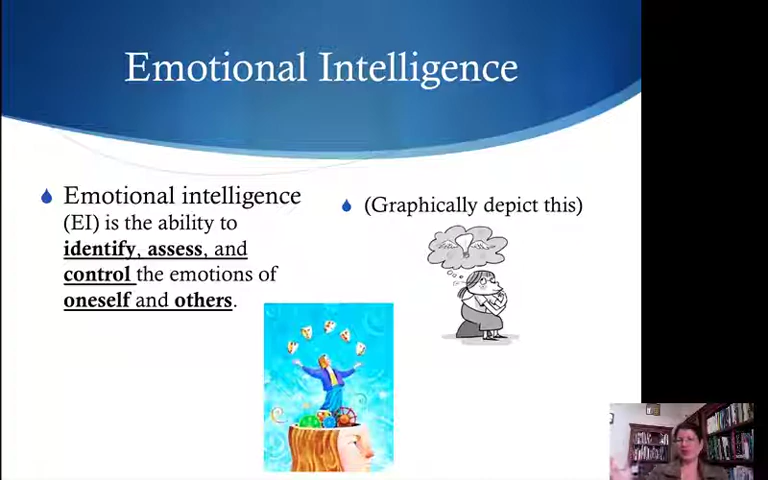 Emotional Intelligence
Emotional intelligence
(EI) is the ability to
identify, assess, and
control the emotions of
oneself and others.
(Graphically depict this)